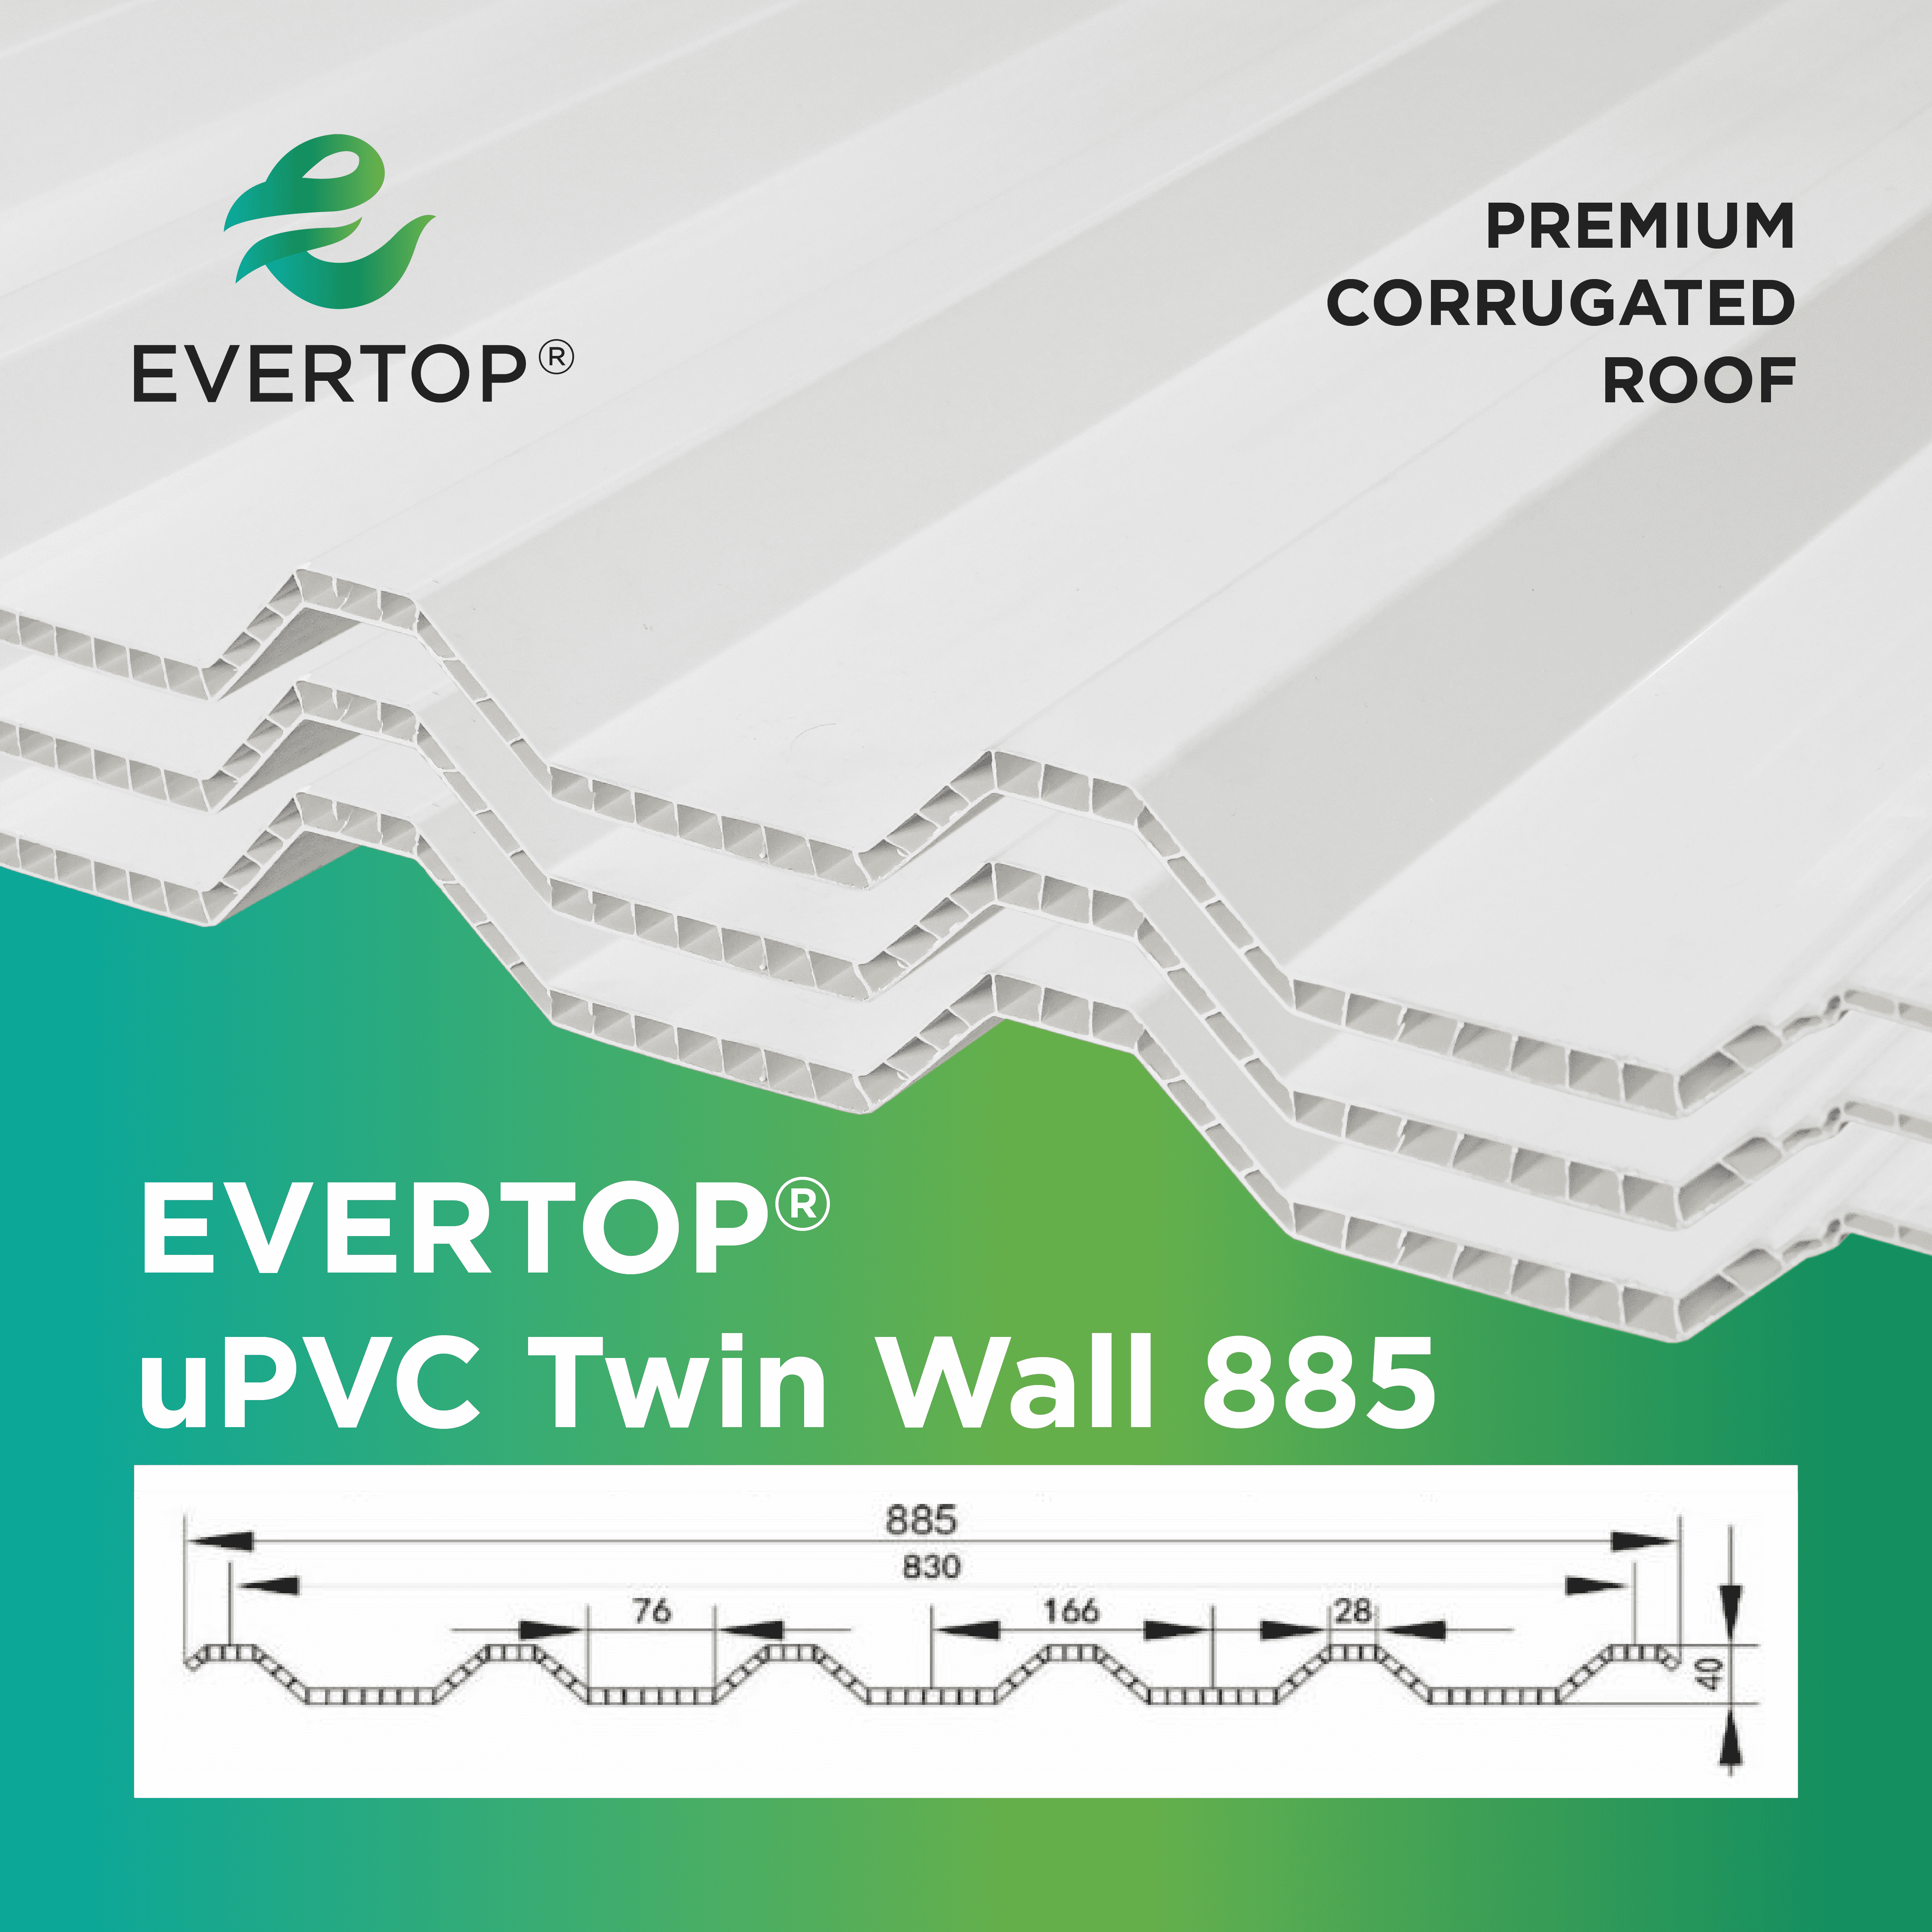 EVERTOP®
PREMIUM
CORRUGATED
ROOF
EVERTOP®
uPVC Twin Wall 885
885
830
76
166
28
40